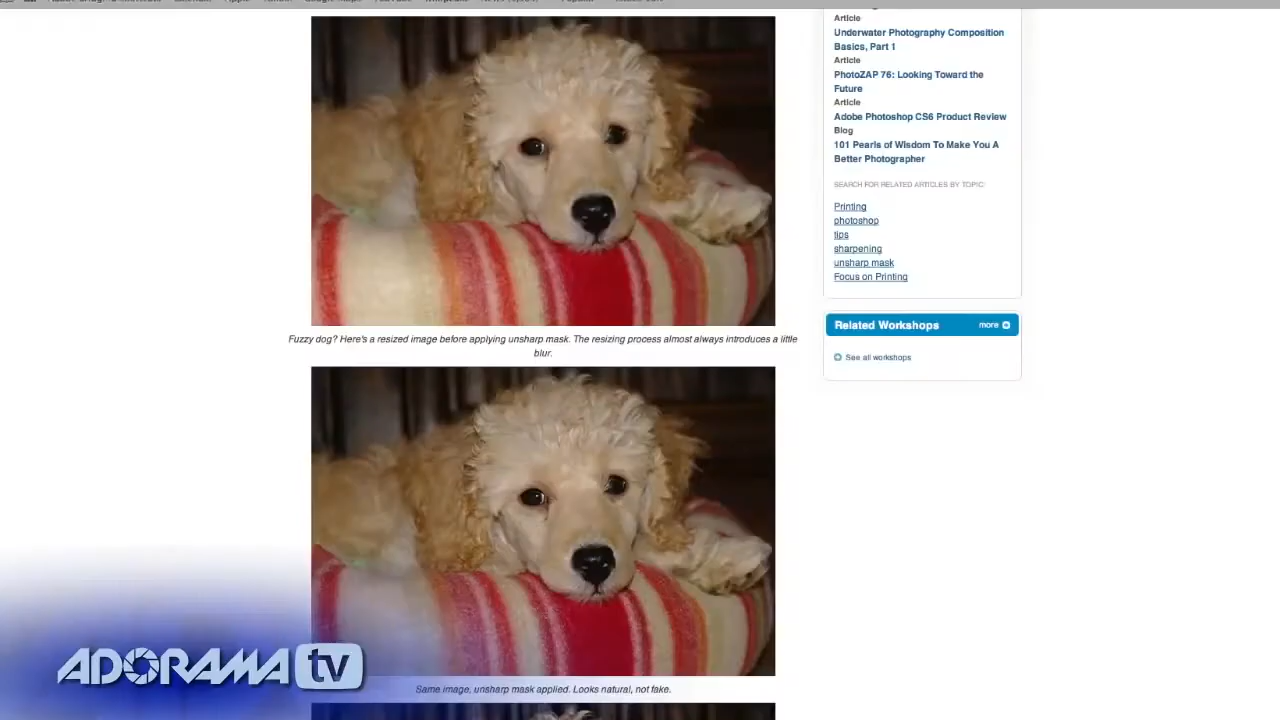 Article
Underwater Photography Composition
Basics, Part 1
Article
PhotoZAP 76: Looking Toward the
Future
Article
Adobe Photoshop CS6 Product Review
Blog
101 Pearls of Wisdom To Make You A
Better Photographer
SEARCH FOR RELATED ARTICLES BY TOPIC:
Printing
photoshop
tips
sharpening
unsharp mask
Focus on Printing
Related Workshops
more
See all workshops
Fuzzy dog? Here's a resized image before applying unsharp mask. The resizing process almost always introduces a little
blur.
Same image, unsharp mask applied. Looks natural, not fake.
ADORAMA tv